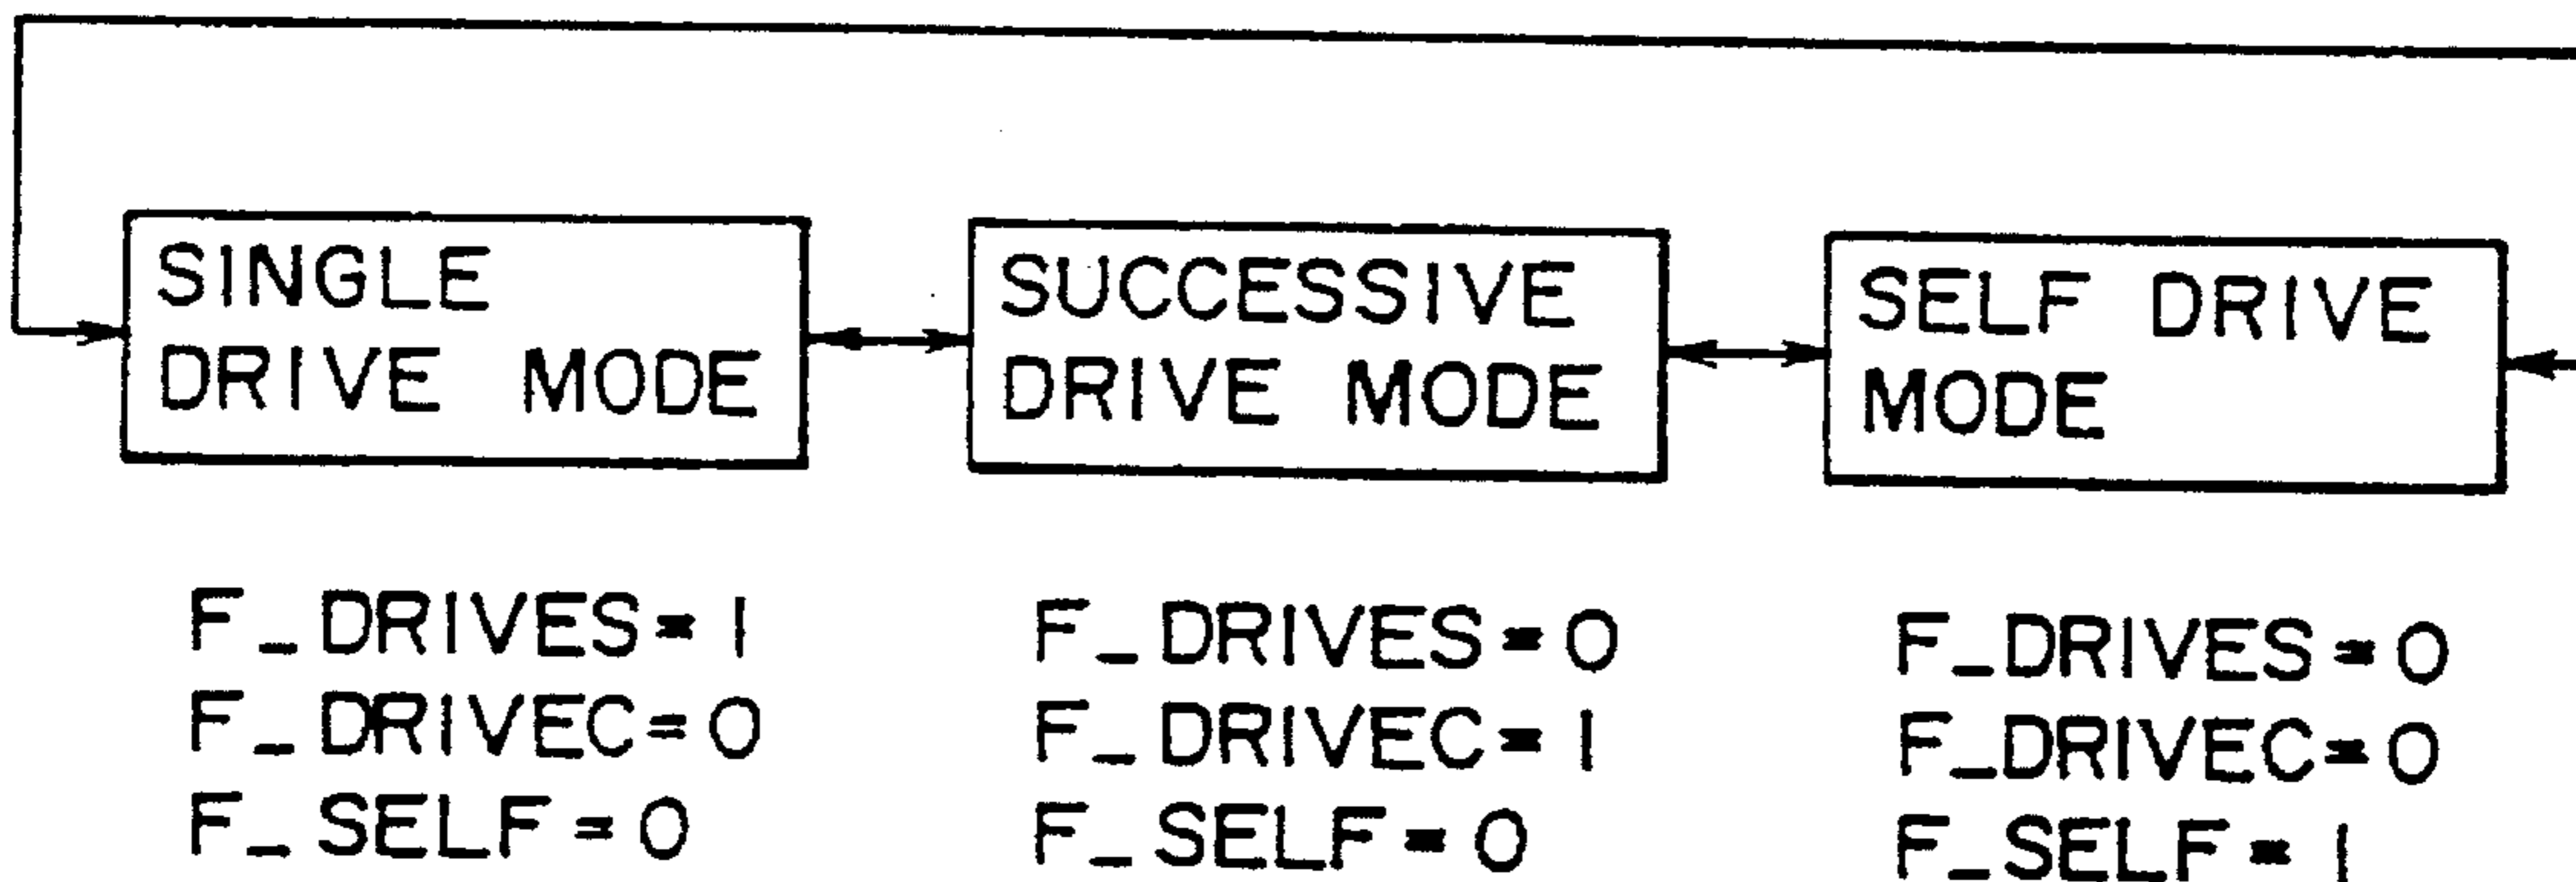 SINGLE
DRIVE MODE
SUCCESSIVE
DRIVE MODE
SELF DRIVE
MODE
F_DRIVES=1
F_DRIVEC=0
F_SELF=0
F_DRIVES=0
F_DRIVEC=1
F_SELF=0
F_DRIVES=0
F_DRIVEC=0
F_SELF=1